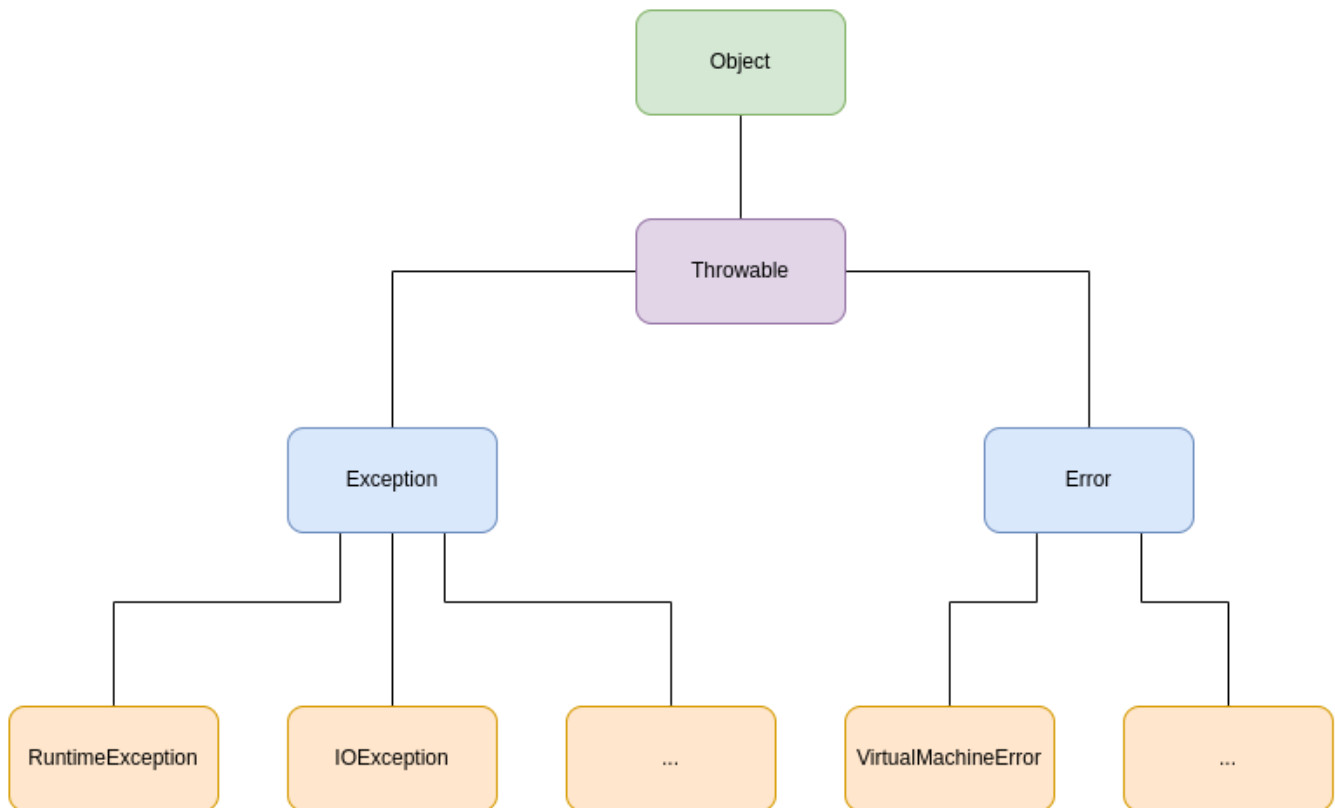 Object
Throwable
Exception
Error
RuntimeException
IOException
...
VirtualMachineError
...